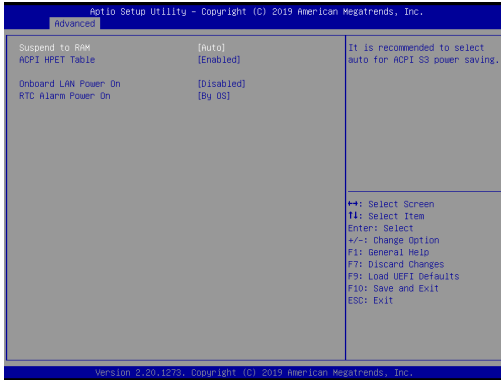 Aptio Setup Utility – Copyright (C) 2019 American Megatrends, Inc.
Advanced
Suspend to RAM [Auto]
ACPI HPET Table [Enabled]
Onboard LAN Power On [Disabled]
RTC Alarm Power On [By OS]
It is recommended to select
auto for ACPI S3 power saving.
↔: Select Screen
↑↓: Select Item
Enter: Select
+/-: Change Option
F1: General Help
F7: Discard Changes
F9: Load UEFI Defaults
F10: Save and Exit
ESC: Exit
Version 2.20.1273. Copyright (C) 2019 American Megatrends, Inc.